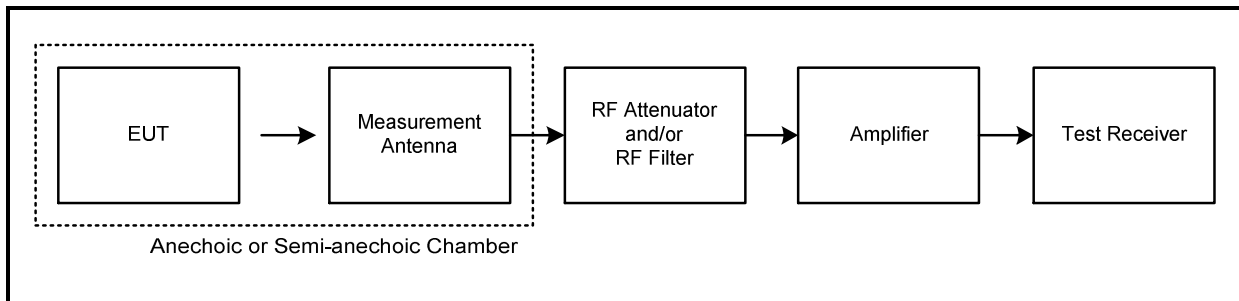 EUT
Measurement
Antenna
RF Attenuator
and/or
RF Filter
Amplifier
Test Receiver
Anechoic or Semi-anechoic Chamber